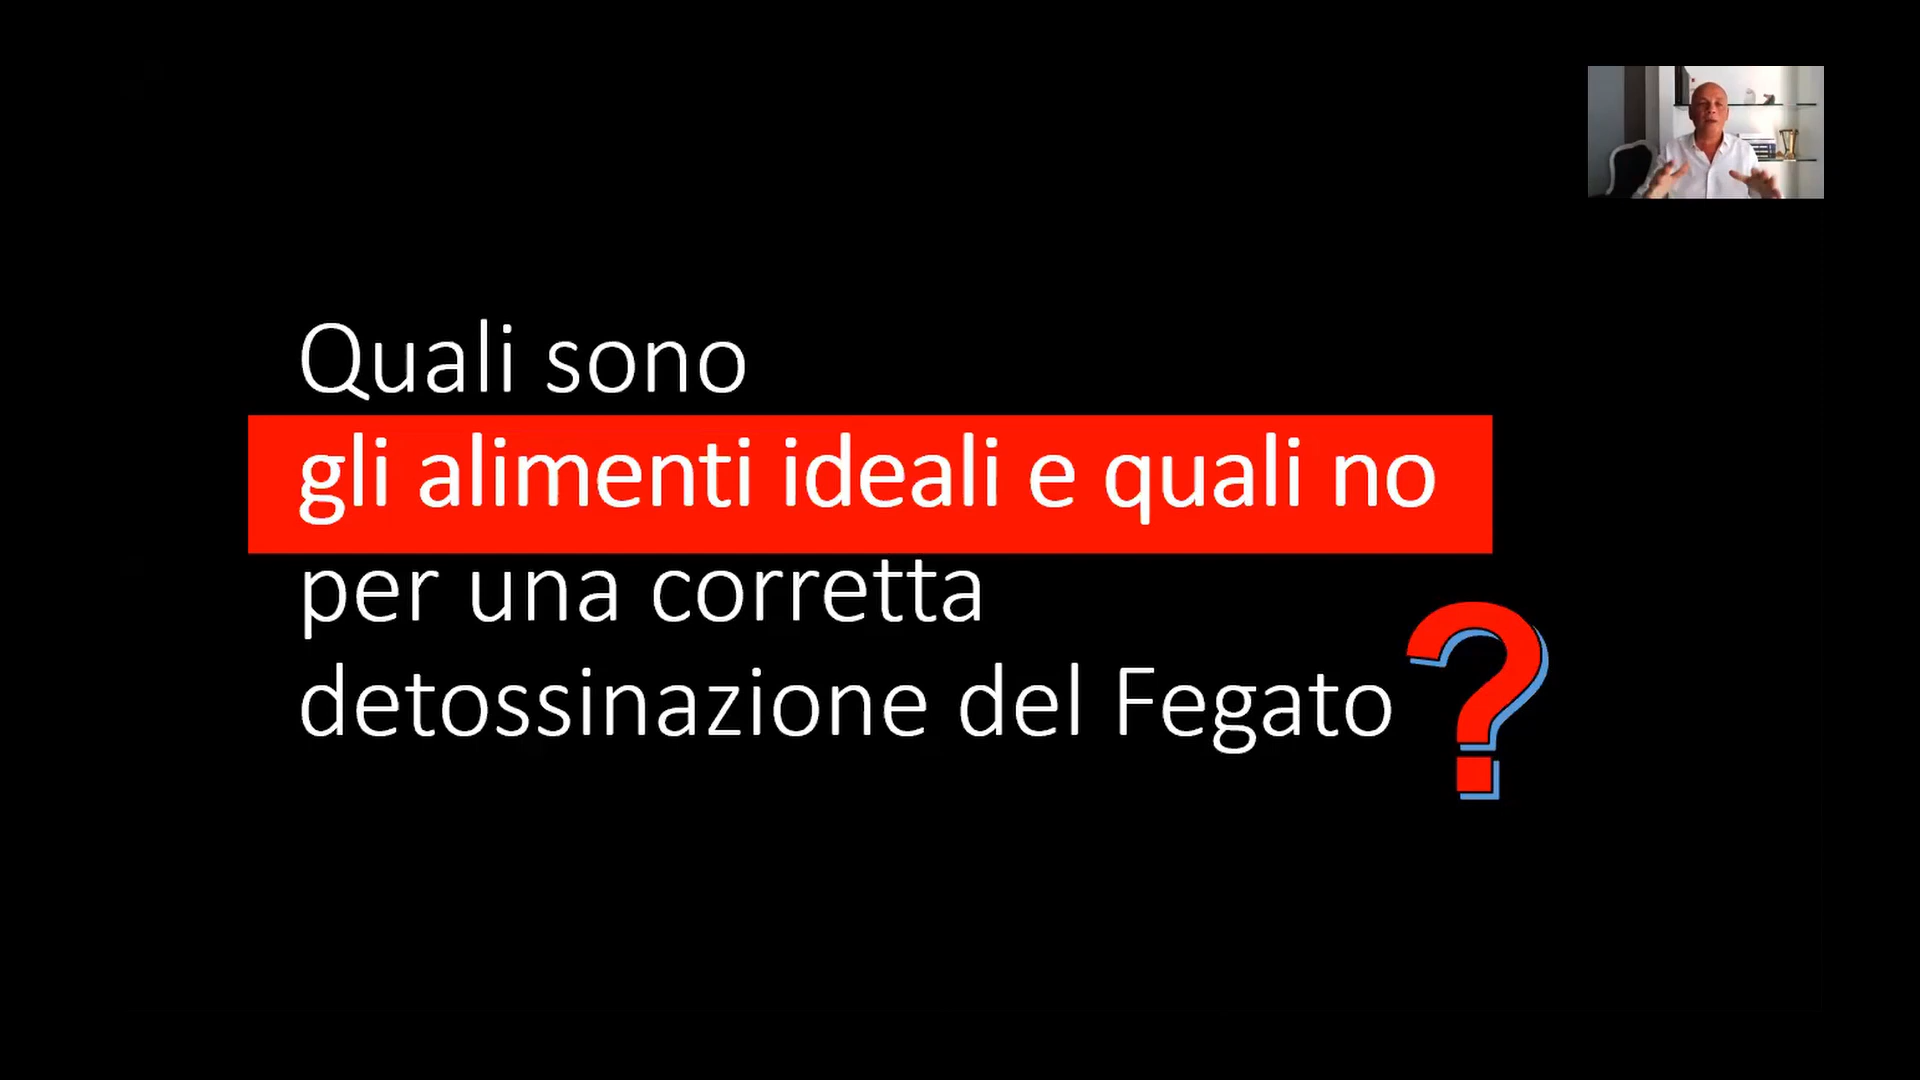 Quali sono
gli alimenti ideali e quali no
per una corretta
detossinazione del Fegato?